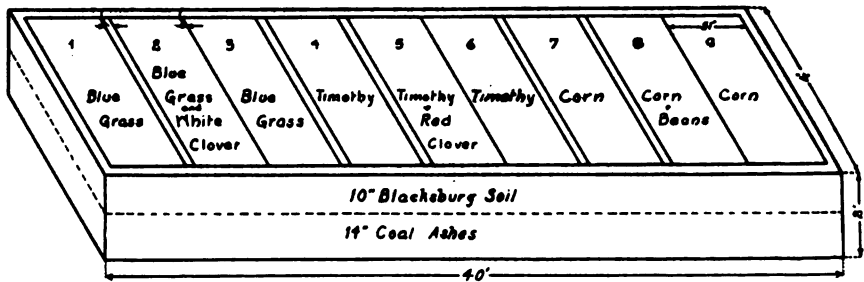 1 2 3 4 5 6 7 8 9
Blue
Grass
Blue
Grass
and
White
Clover
Blue
Grass
Timothy
Timothy
+
Red
Clover
Timothy
Corn
Corn
+
Beans
Corn
10" Blacksburg Soil
14" Coal Ashes
2'
40'